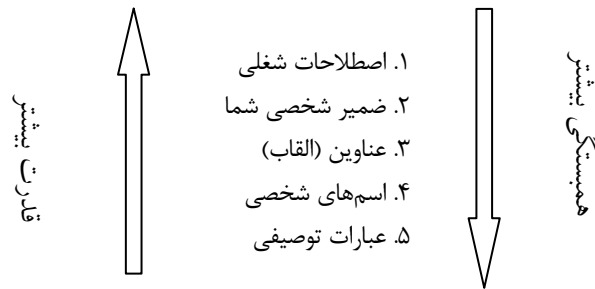 ۱. اصطلاحات شغلی
۲. ضمیر شخصی شما
۳. عناوین (القاب)
۴. اسم‌های شخصی
۵. عبارات توصیفی
همبستگی بیشتر
قدرت بیشتر